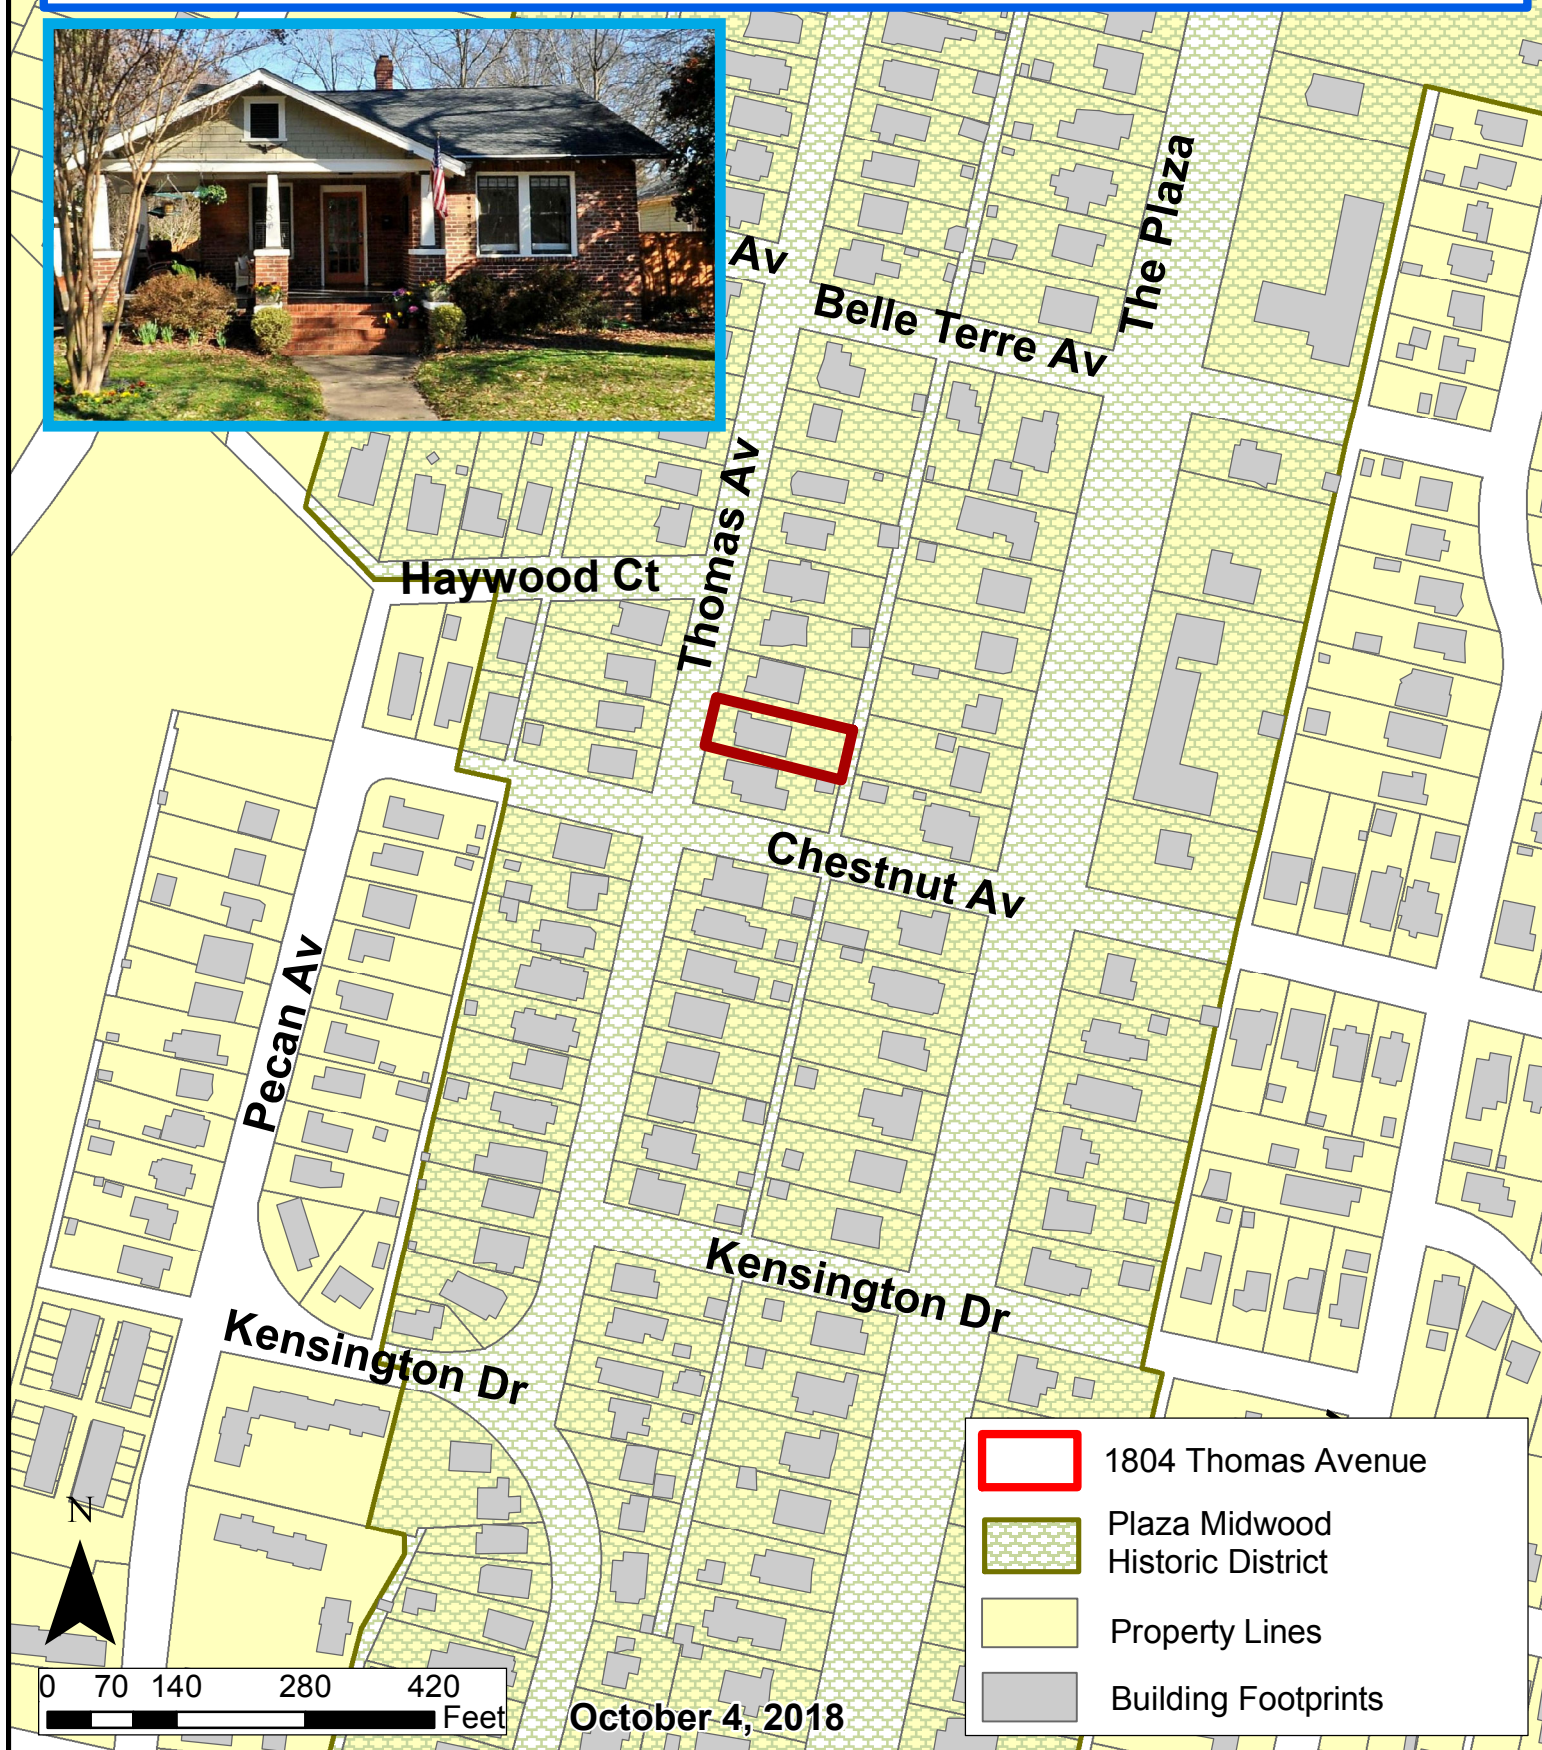 Av
The Plaza
Belle Terre Av
Thomas Av
Haywood Ct
Chestnut Av
Pecan Av
Kensington Dr
Kensington Dr
1804 Thomas Avenue
Plaza Midwood
Historic District
Property Lines
Building Footprints
N
0 70 140 280 420
Feet
October 4, 2018